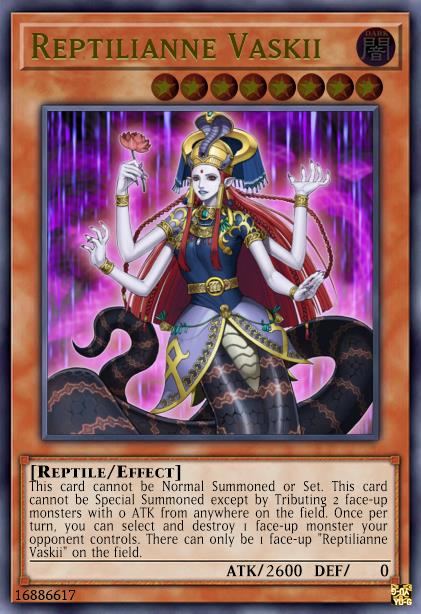 Reptilianne Vaskii
DARK
闇
[Reptile/Effect]
This card cannot be Normal Summoned or Set. This card
cannot be Special Summoned except by Tributing 2 face-up
monsters with 0 ATK from anywhere on the field. Once per
turn, you can select and destroy 1 face-up monster your
opponent controls. There can only be 1 face-up "Reptilianne
Vaskii" on the field.
ATK/2600 DEF/ 0
16886617